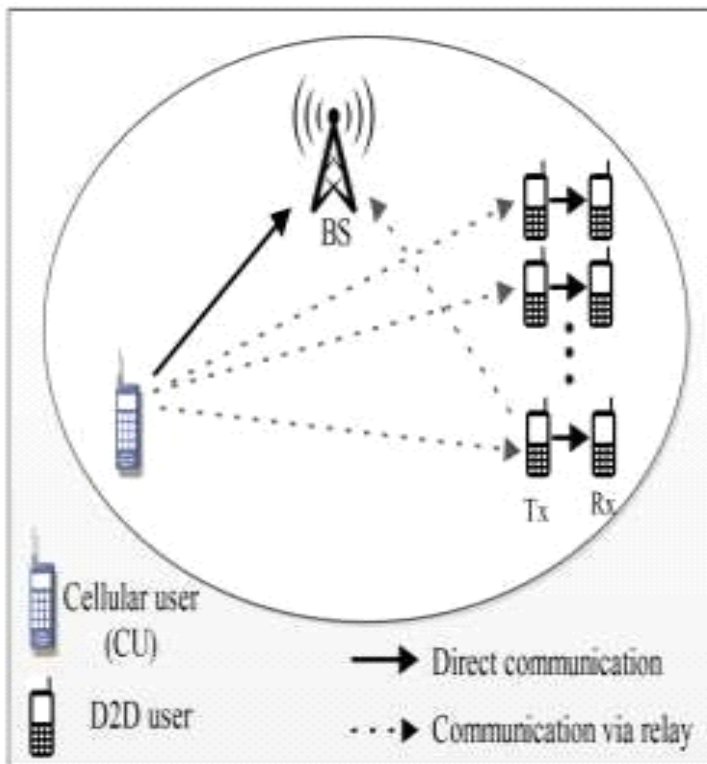 BS
Tx
Rx
Cellular user
(CU)
Direct communication
D2D user
Communication via relay